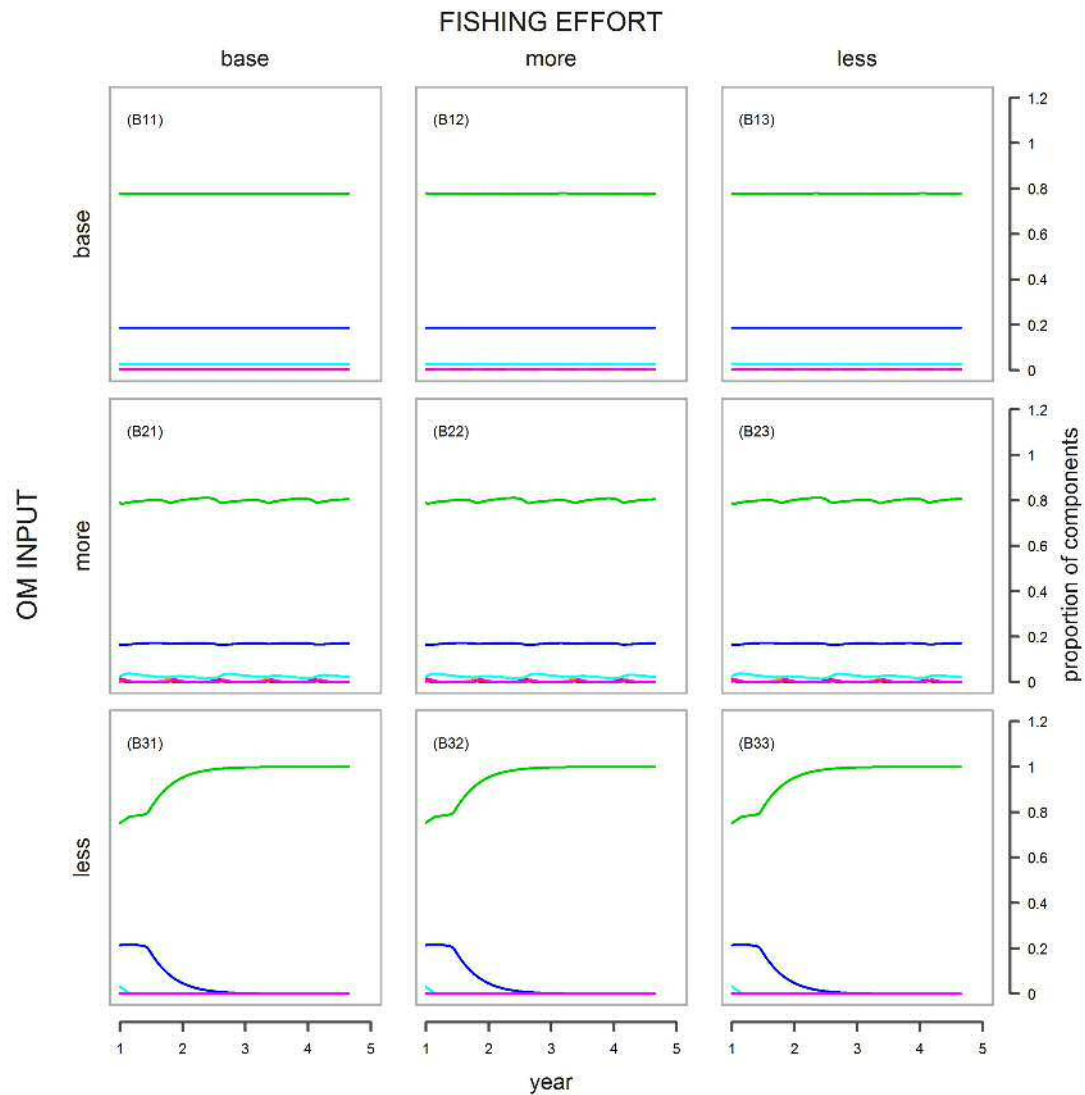 FISHING EFFORT
base more less
OM INPUT
base
(B11) (B12) (B13)
1.2
1
0.8
0.6
0.4
0.2
0
more
(B21) (B22) (B23)
1.2
1
0.8
0.6
0.4
0.2
0
proportion of components
less
(B31) (B32) (B33)
1.2
1
0.8
0.6
0.4
0.2
0
1 2 3 4 5 1 2 3 4 5 1 2 3 4 5
year